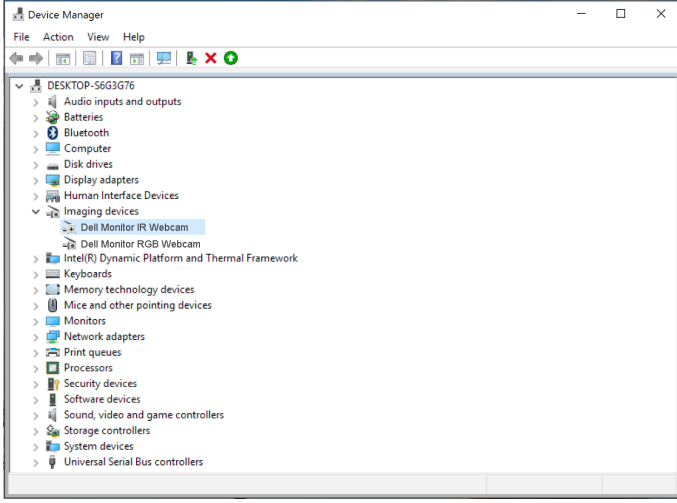 Device Manager
File Action View Help
DESKTOP-S6G3G76
Audio inputs and outputs
Batteries
Bluetooth
Computer
Disk drives
Display adapters
Human Interface Devices
Imaging devices
Dell Monitor IR Webcam
Dell Monitor RGB Webcam
Intel(R) Dynamic Platform and Thermal Framework
Keyboards
Memory technology devices
Mice and other pointing devices
Monitors
Network adapters
Print queues
Processors
Security devices
Software devices
Sound, video and game controllers
Storage controllers
System devices
Universal Serial Bus controllers